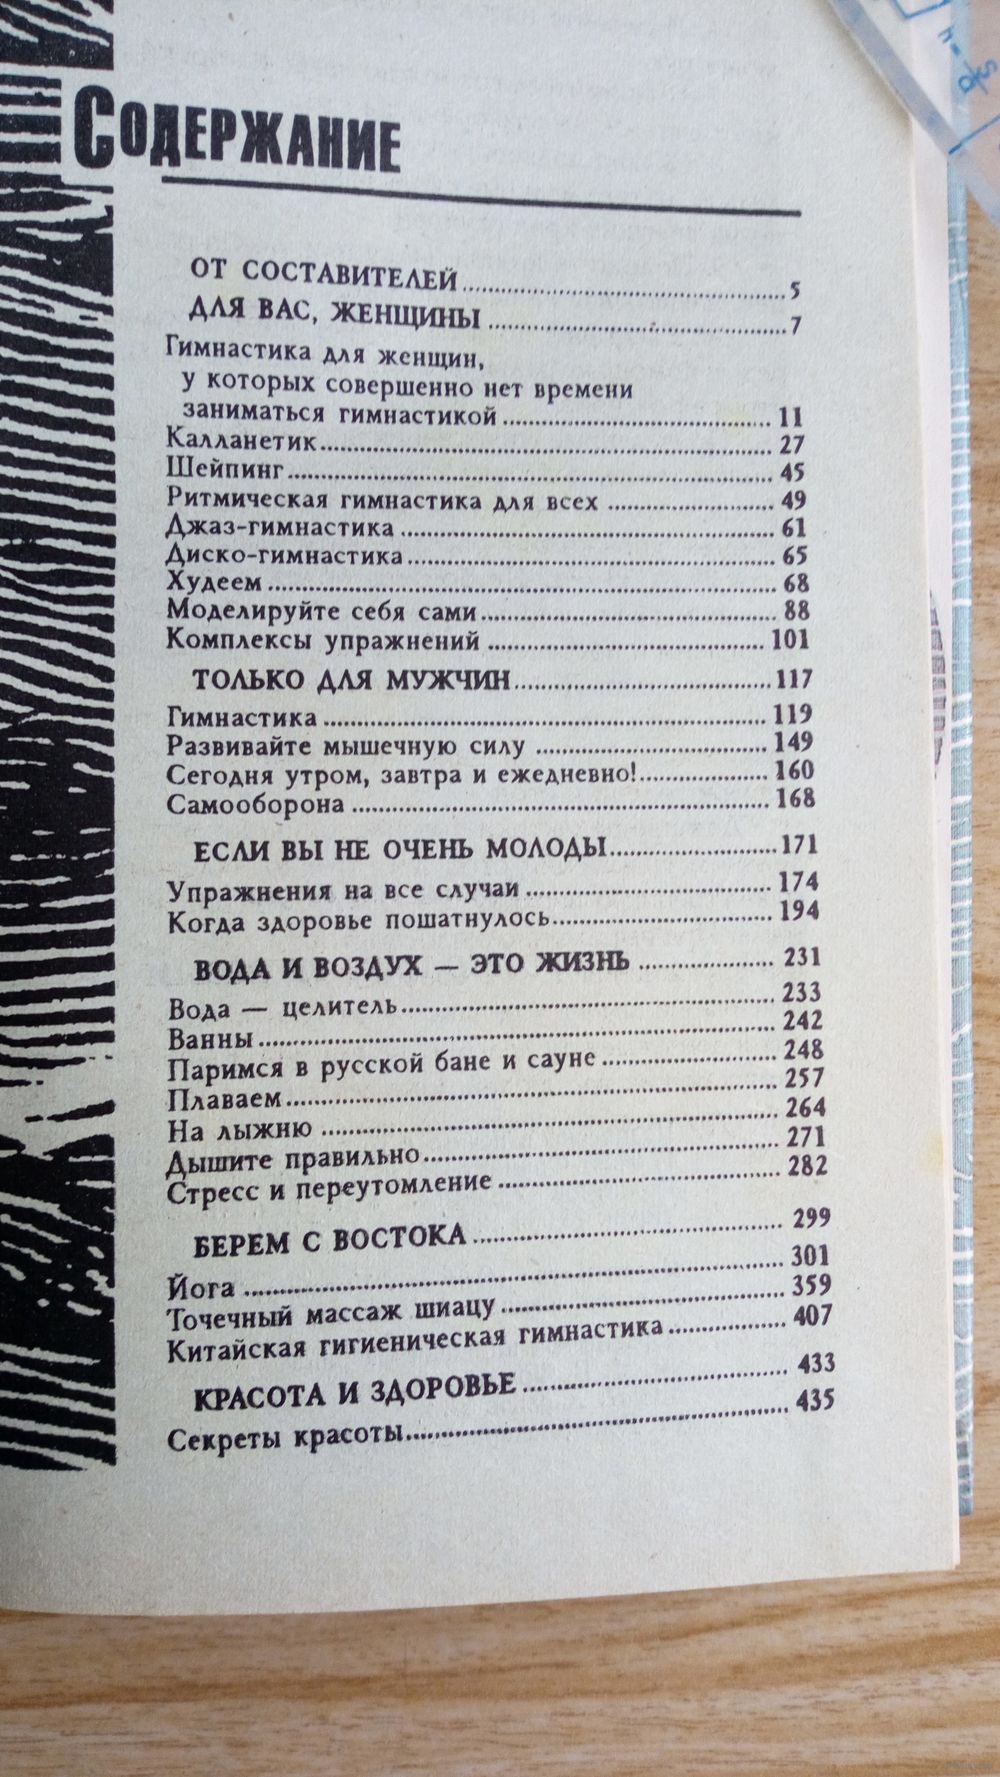 СОДЕРЖАНИЕ
ОТ СОСТАВИТЕЛЕЙ.....5
ДЛЯ ВАС, ЖЕНЩИНЫ.....7
Гимнастика для женщин,
у которых совершенно нет времени
заниматься гимнастикой.....11
Калланетик.....27
Шейпинг.....45
Ритмическая гимнастика для всех.....49
Джаз-гимнастика.....61
Диско-гимнастика.....65
Худеем.....68
Моделируйте себя сами.....88
Комплексы упражнений.....101
ТОЛЬКО ДЛЯ МУЖЧИН.....117
Гимнастика.....119
Развивайте мышечную силу.....149
Сегодня утром, завтра и ежедневно!.....160
Самооборона.....168
ЕСЛИ ВЫ НЕ ОЧЕНЬ МОЛОДЫ.....171
Упражнения на все случаи.....174
Когда здоровье пошатнулось.....194
ВОДА И ВОЗДУХ — ЭТО ЖИЗНЬ.....231
Вода — целитель.....233
Ванны.....242
Паримся в русской бане и сауне.....248
Плаваем.....257
На лыжню.....264
Дышите правильно.....271
Стресс и переутомление.....282
БЕРЕМ С ВОСТОКА.....299
Йога.....301
Точечный массаж шиацу.....359
Китайская гигиеническая гимнастика.....407
КРАСОТА И ЗДОРОВЬЕ.....433
Секреты красоты.....435